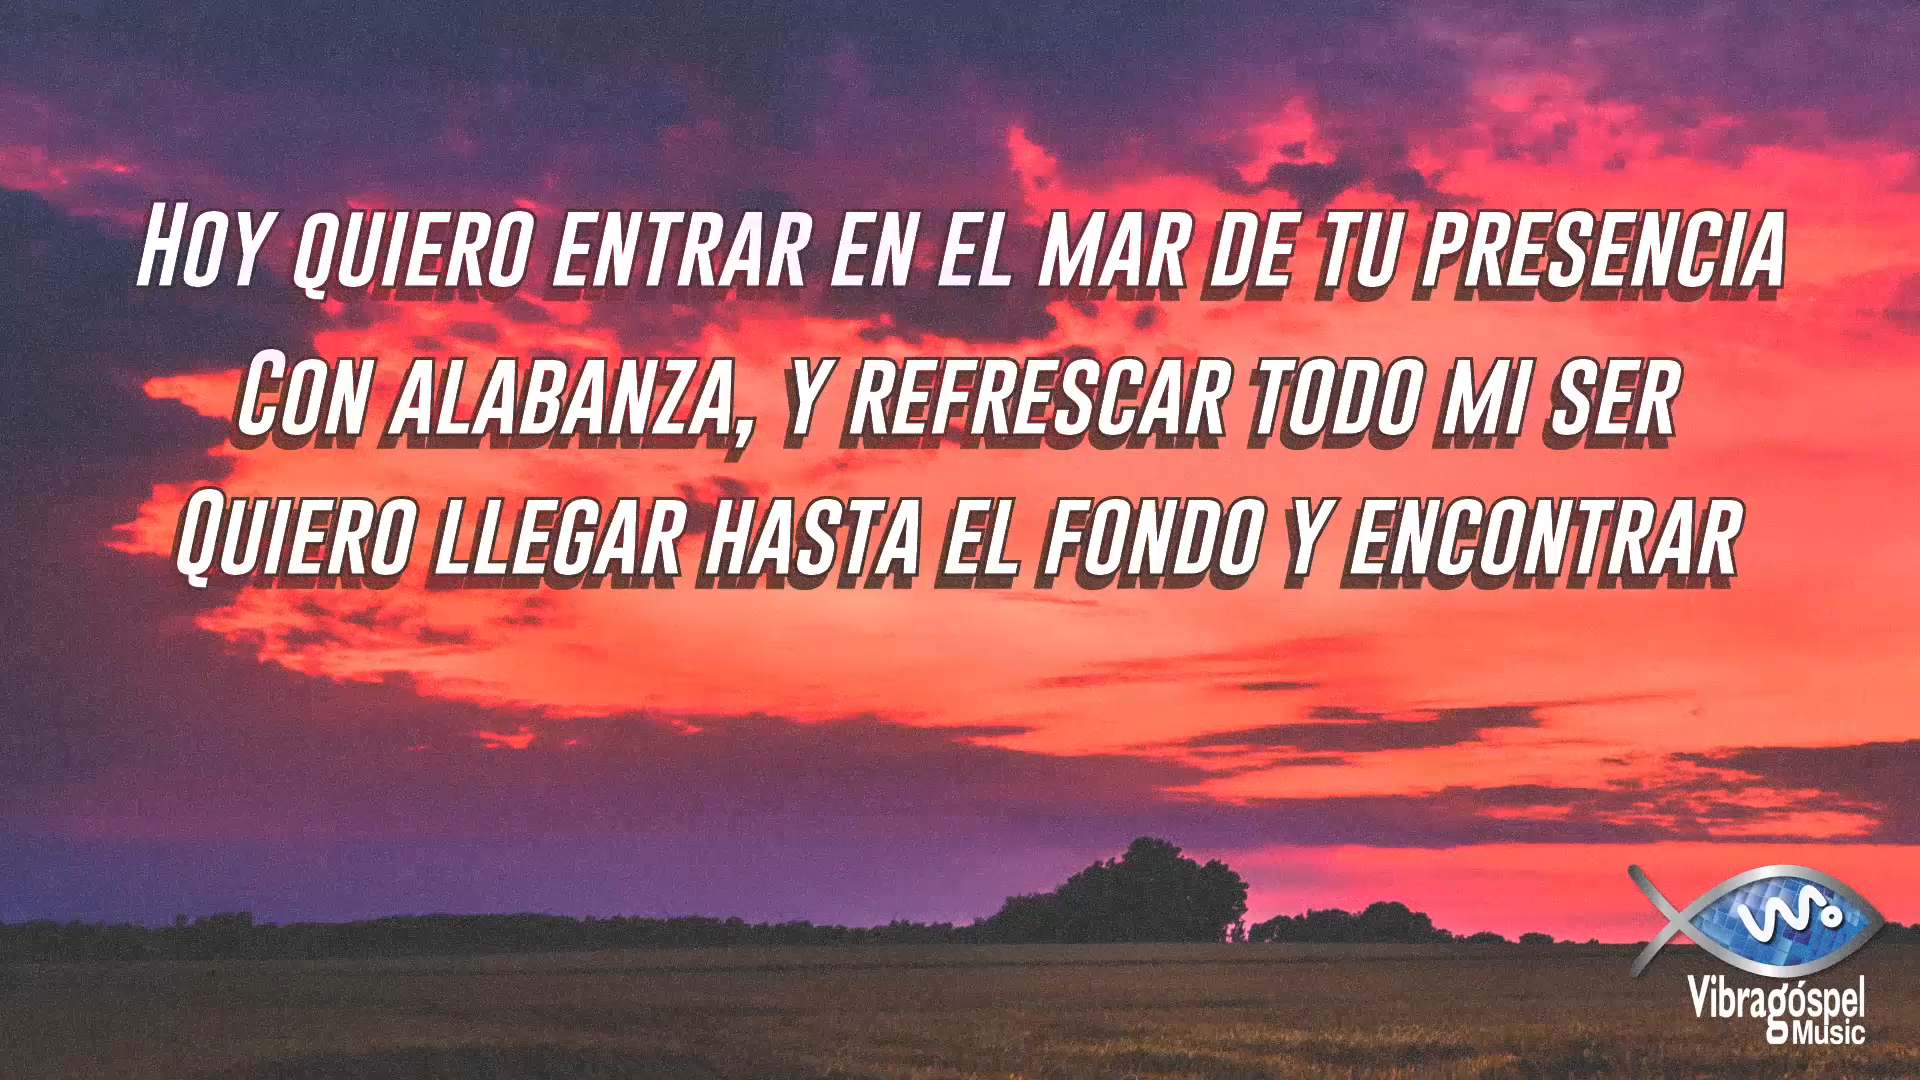 Hoy quiero entrar en el mar de tu presencia
Con alabanza, y refrescar todo mi ser
Quiero llegar hasta el fondo y encontrar
Vibragóspel
Music